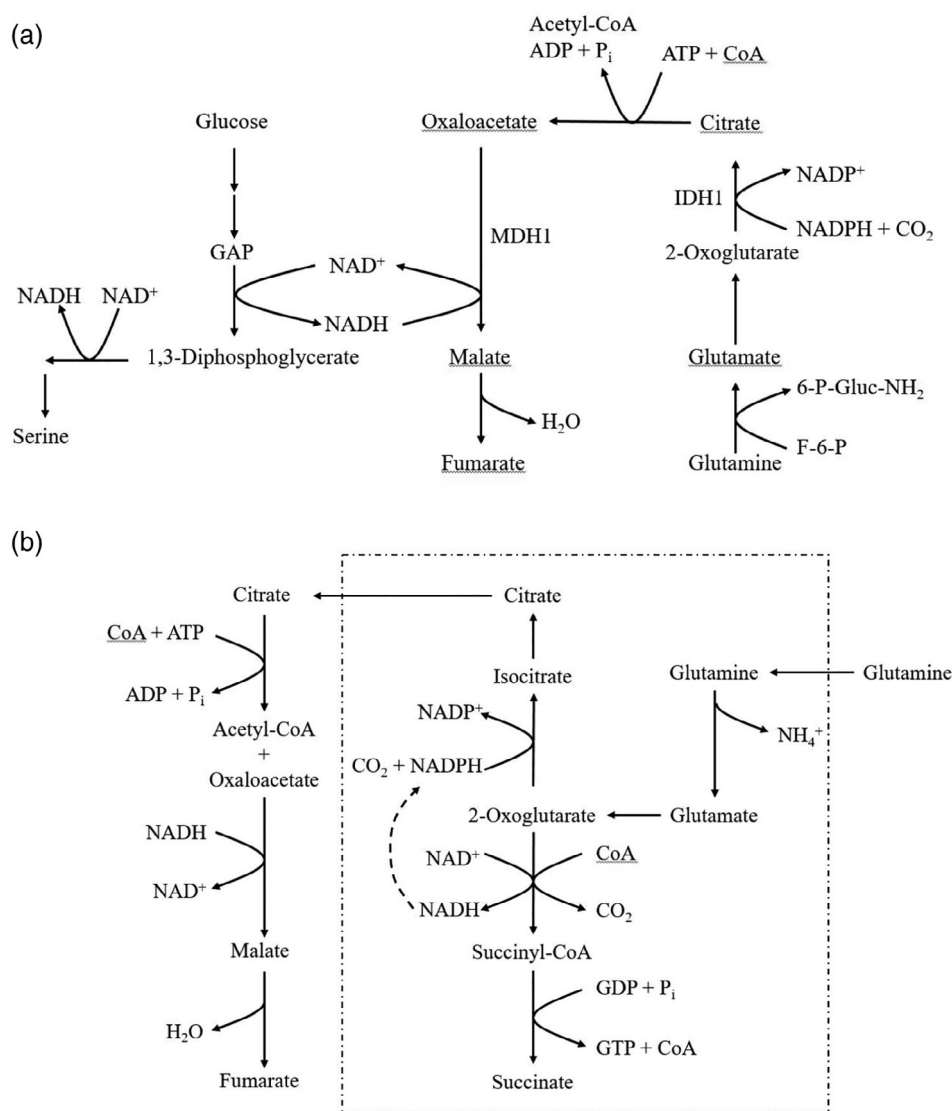 (a)
Acetyl-CoA
ADP + Pi
ATP + CoA
Glucose
Oxaloacetate
Citrate
NADP+
IDH1
NADPH + CO2
MDH1
GAP
2-Oxoglutarate
NAD+
NADH
NAD+
NADH
1,3-Diphosphoglycerate
Malate
Glutamate
6-P-Gluc-NH2
H2O
Serine
F-6-P
Fumarate
Glutamine
(b)
Citrate
Citrate
CoA + ATP
Isocitrate
Glutamine
Glutamine
ADP + Pi
NADP+
NH4+
Acetyl-CoA
+
Oxaloacetate
CO2 + NADPH
2-Oxoglutarate
Glutamate
NADH
NAD+
CoA
NAD+
NADH
CO2
Malate
Succinyl-CoA
GDP + Pi
H2O
GTP + CoA
Fumarate
Succinate